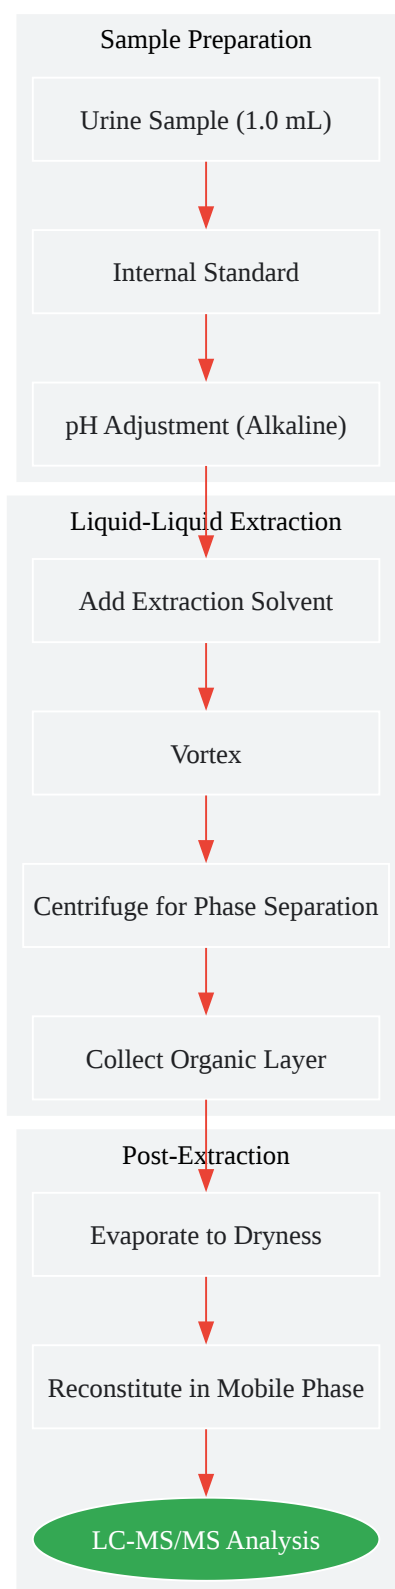 Sample Preparation
Urine Sample (1.0 mL)
Internal Standard
pH Adjustment (Alkaline)
Liquid-Liquid Extraction
Add Extraction Solvent
Vortex
Centrifuge for Phase Separation
Collect Organic Layer
Post-Extraction
Evaporate to Dryness
Reconstitute in Mobile Phase
LC-MS/MS Analysis